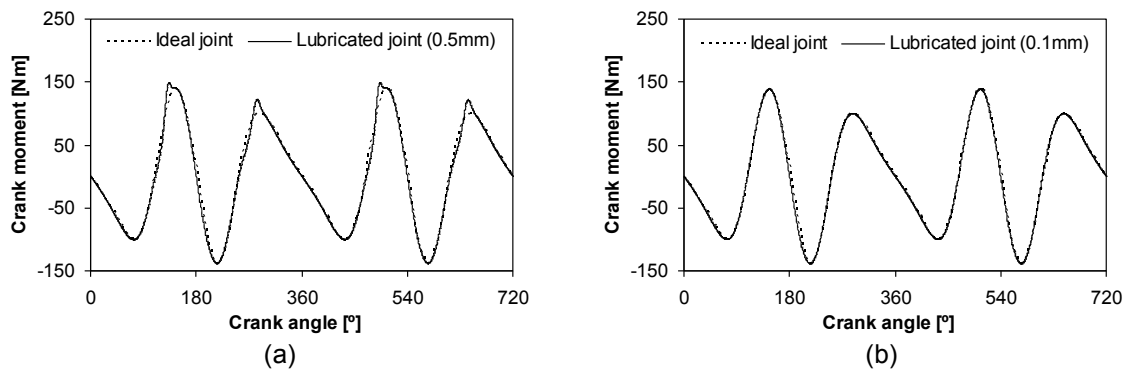 250
Ideal joint Lubricated joint (0.5mm)
150
50
-50
-150
Crank moment [Nm]
0 180 360 540 720
Crank angle [º]
(a)
250
Ideal joint Lubricated joint (0.1mm)
150
50
-50
-150
Crank moment [Nm]
0 180 360 540 720
Crank angle [º]
(b)